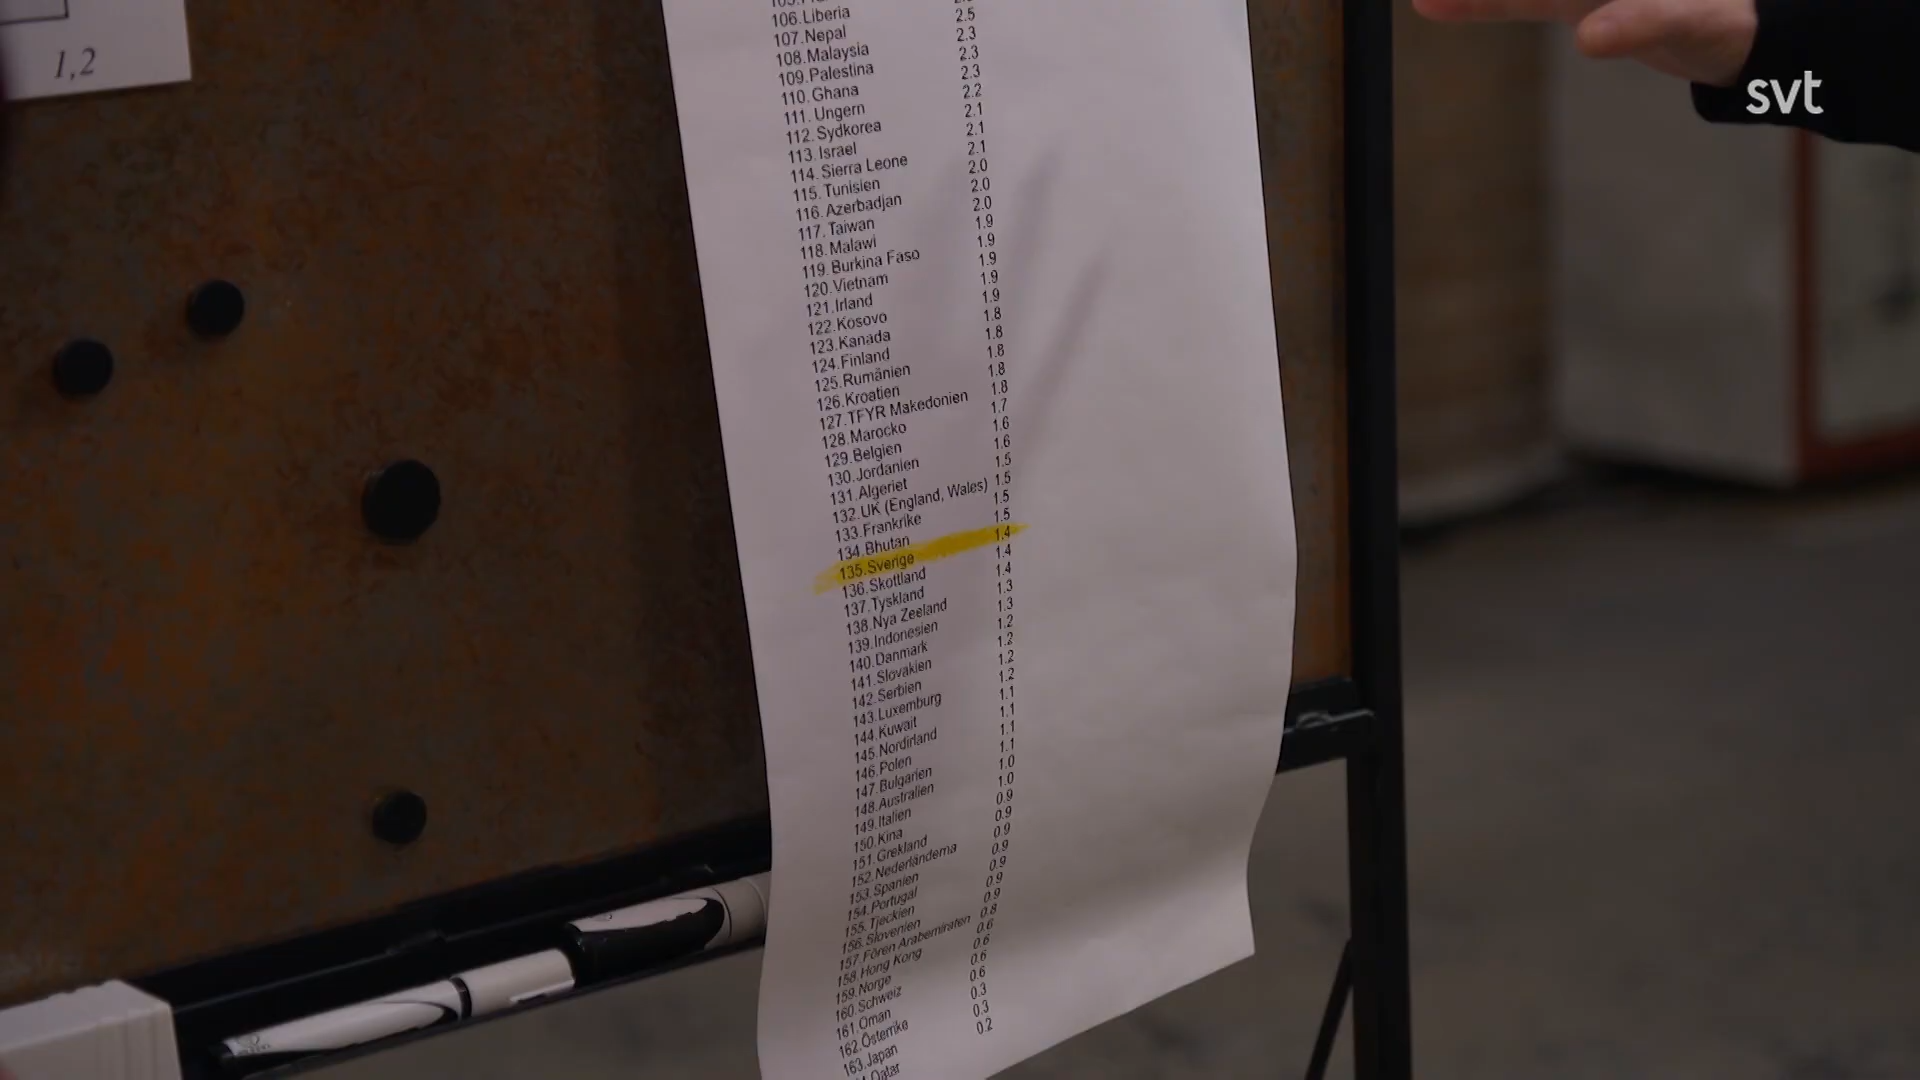 1,2
svt
106. Liberia
107. Nepal 2.5
108. Malaysia 2.3
109. Palestina 2.3
110. Ghana 2.3
111. Ungern 2.2
112. Sydkorea 2.1
113. Israel 2.1
114. Sierra Leone 2.1
115. Tunisien 2.0
116. Azerbadjan 2.0
117. Taiwan 2.0
118. Malawi 1.9
119. Burkina Faso 1.9
120. Vietnam 1.9
121. Irland 1.9
122. Kosovo 1.9
123. Kanada 1.8
124. Finland 1.8
125. Rumänien 1.8
126. Kroatien 1.8
127. TFYR Makedonien 1.8
128. Marocko 1.7
129. Belgien 1.6
130. Jordanien 1.6
131. Algeriet 1.5
132. UK (England, Wales) 1.5
133. Frankrike 1.5
134. Bhutan 1.5
135. Sverige 1.4
136. Skottland 1.4
137. Tyskland 1.4
138. Nya Zeeland 1.3
139. Indonesien 1.3
140. Danmark 1.2
141. Slovakien 1.2
142. Serbien 1.2
143. Luxemburg 1.2
144. Kuwait 1.1
145. Nordirland 1.1
146. Polen 1.1
147. Bulgarien 1.1
148. Australien 1.0
149. Italien 1.0
150. Kina 0.9
151. Grekland 0.9
152. Nederländerna 0.9
153. Spanien 0.9
154. Portugal 0.9
155. Tjeckien 0.9
156. Slovenien 0.9
157. Fören Arabemiraten 0.8
158. Hong Kong 0.6
159. Norge 0.6
160. Schweiz 0.6
161. Oman 0.6
162. Österrike 0.3
163. Japan 0.3
Qatar 0.2